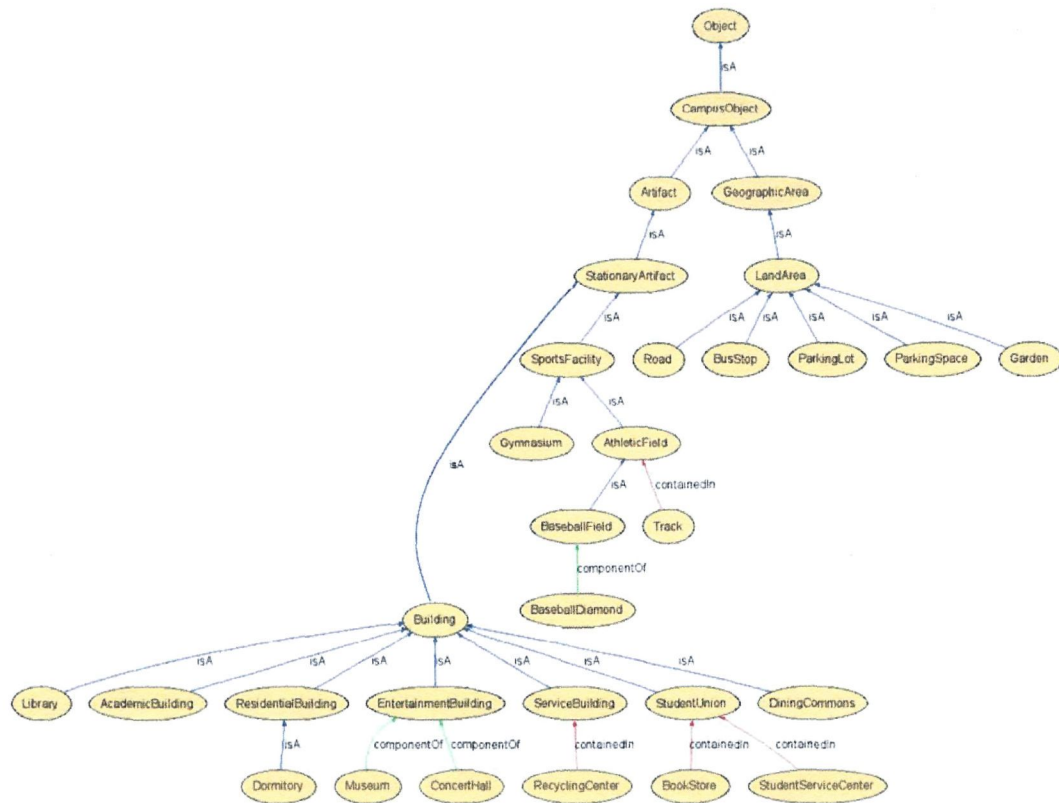 Object
isA
CampusObject
isA isA
Artifact GeographicArea
isA isA
StationaryArtifact LandArea
isA isA isA isA isA isA
SportsFacility Road BusStop ParkingLot ParkingSpace Garden
isA isA
Gymnasium AthleticField
isA isA containedIn
BaseballField Track
componentOf
BaseballDiamond
Building
isA isA isA isA isA isA isA
Library AcademicBuilding ResidentialBuilding EntertainmentBuilding ServiceBuilding StudentUnion DiningCommons
isA componentOf componentOf containedIn containedIn containedIn
Dormitory Museum ConcertHall RecyclingCenter BookStore StudentServiceCenter